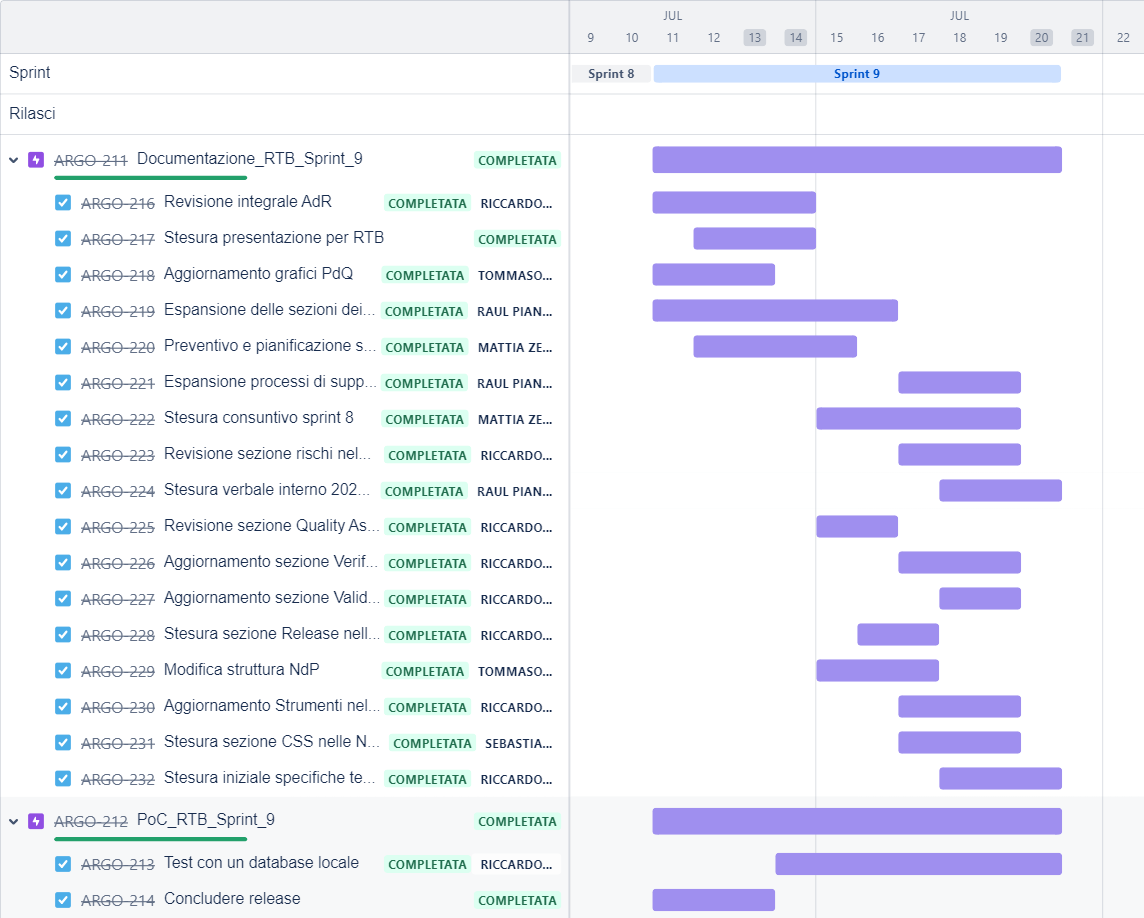 JUL JUL
9 10 11 12 13 14 15 16 17 18 19 20 21 22
Sprint Sprint 8 Sprint 9
Rilasci
ARGO-211 Documentazione_RTB_Sprint_9 COMPLETATA
ARGO-216 Revisione integrale AdR COMPLETATA RICCARDO...
ARGO-217 Stesura presentazione per RTB COMPLETATA
ARGO-218 Aggiornamento grafici PdQ COMPLETATA TOMMASO...
ARGO-219 Espansione delle sezioni dei... COMPLETATA RAUL PIAN...
ARGO-220 Preventivo e pianificazione s... COMPLETATA MATTIA ZE...
ARGO-221 Espansione processi di supp... COMPLETATA RAUL PIAN...
ARGO-222 Stesura consuntivo sprint 8 COMPLETATA MATTIA ZE...
ARGO-223 Revisione sezione rischi nel... COMPLETATA RICCARDO...
ARGO-224 Stesura verbale interno 202... COMPLETATA RAUL PIAN...
ARGO-225 Revisione sezione Quality As... COMPLETATA RICCARDO...
ARGO-226 Aggiornamento sezione Verif... COMPLETATA RICCARDO...
ARGO-227 Aggiornamento sezione Valid... COMPLETATA RICCARDO...
ARGO-228 Stesura sezione Release nell... COMPLETATA RICCARDO...
ARGO-229 Modifica struttura NdP COMPLETATA TOMMASO...
ARGO-230 Aggiornamento Strumenti nel... COMPLETATA RICCARDO...
ARGO-231 Stesura sezione CSS nelle N... COMPLETATA SEBASTIA...
ARGO-232 Stesura iniziale specifiche te... COMPLETATA RICCARDO...
ARGO-212 PoC_RTB_Sprint_9 COMPLETATA
ARGO-213 Test con un database locale COMPLETATA RICCARDO...
ARGO-214 Concludere release COMPLETATA